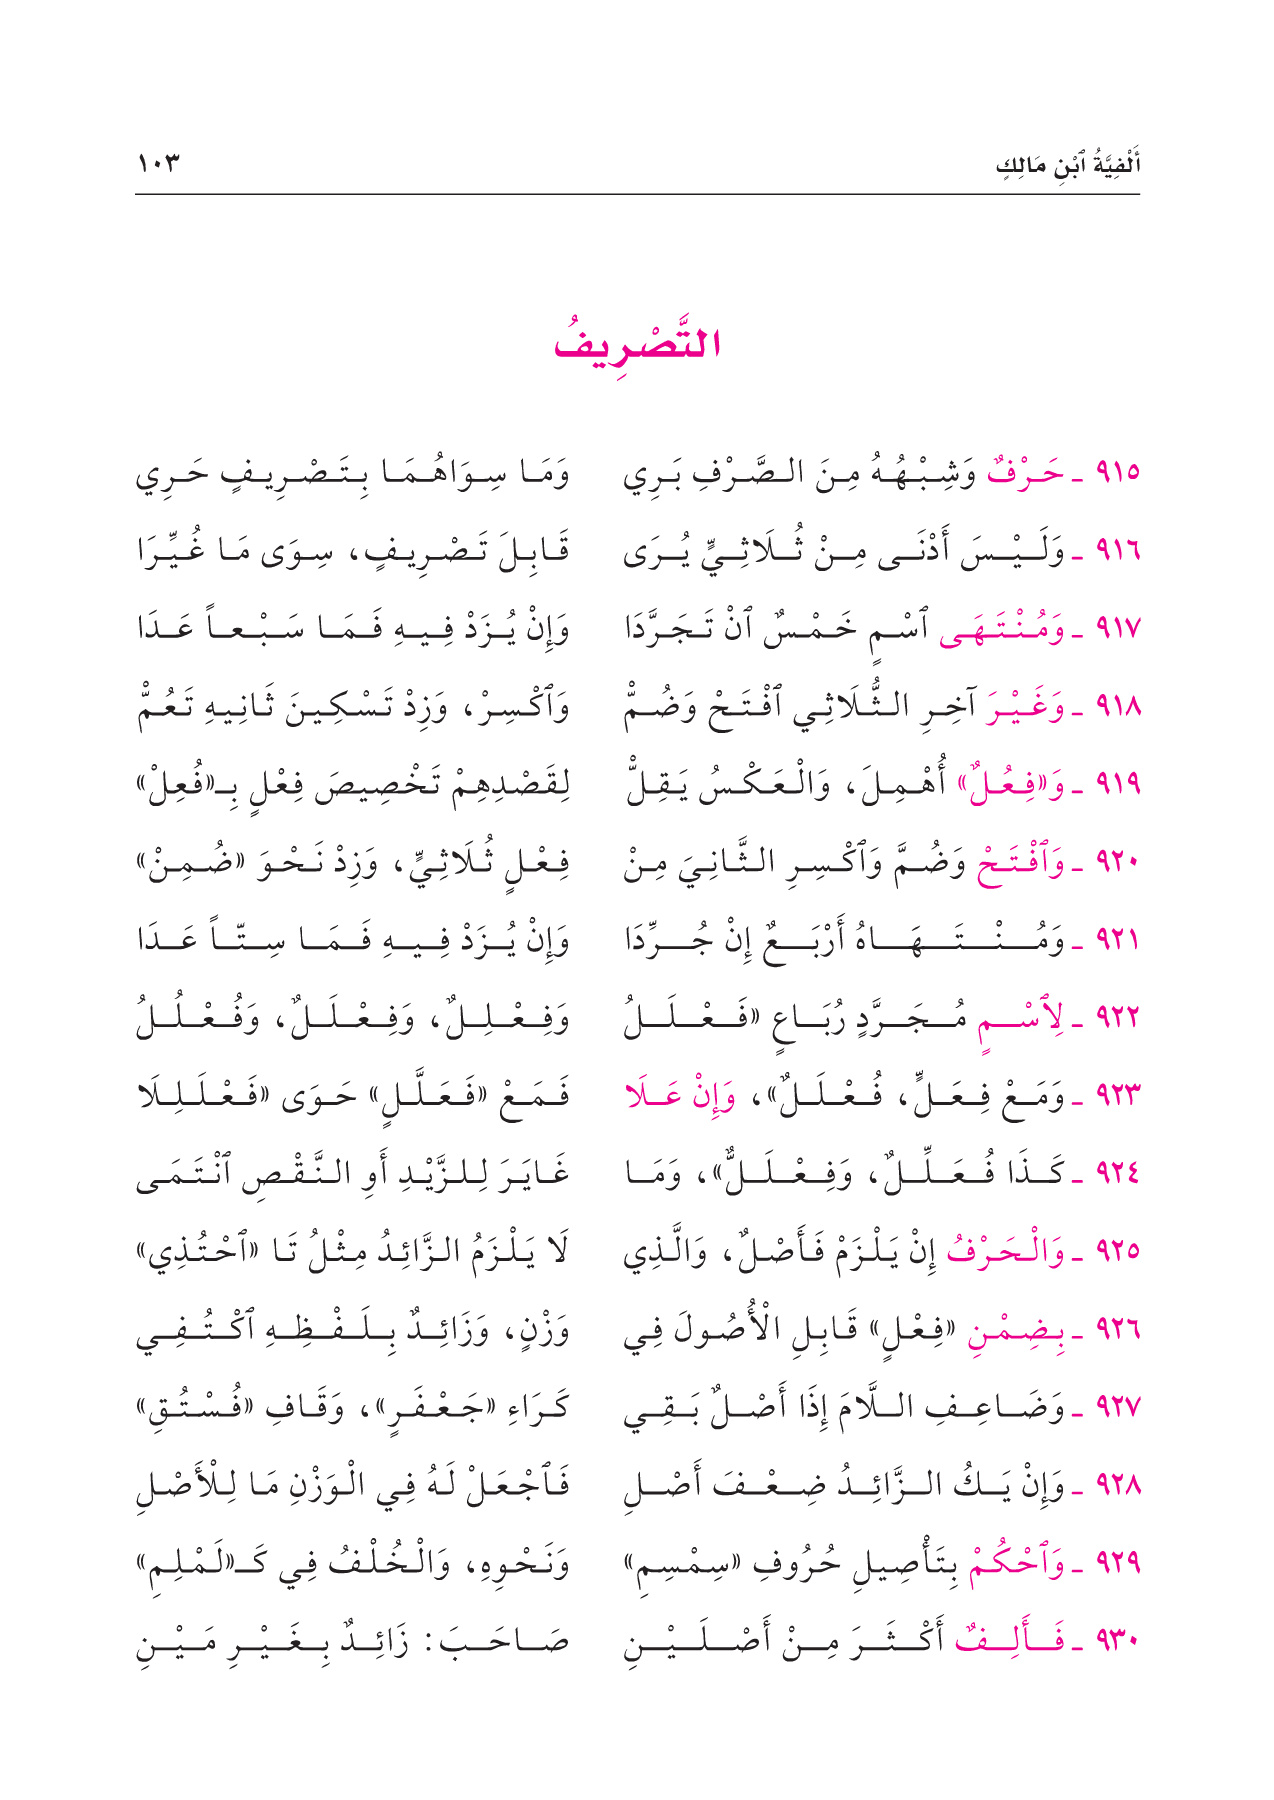 أَلْفِيَّةُ ٱبْنِ مَالِكٍ ١٠٣
التَّصْرِيفُ
٩١٥ ـ حَرْفٌ وَشِبْهُهُ مِنَ الصَّرْفِ بَرِي وَمَا سِوَاهُمَا بِتَصْرِيفٍ حَرِي
٩١٦ ـ وَلَيْسَ أَدْنَى مِنْ ثُلَاثِيٍّ يُرَى قَابِلَ تَصْرِيفٍ، سِوَى مَا غُيِّرَا
٩١٧ ـ وَمُنْتَهَى ٱسْمٍ خَمْسٌ ٱنْ تَجَرَّدَا وَإِنْ يُزَدْ فِيهِ فَمَا سَبْعاً عَدَا
٩١٨ ـ وَغَيْرَ آخِرِ الثُّلَاثِي ٱفْتَحْ وَضُمّْ وَٱكْسِرْ، وَزِدْ تَسْكِينَ ثَانِيهِ تَعُمّْ
٩١٩ ـ وَ«فِعُلٌ» أُهْمِلَ، وَالْعَكْسُ يَقِلّْ لِقَصْدِهِمْ تَخْصِيصَ فِعْلٍ بِـ«فُعِلْ»
٩٢٠ ـ وَٱفْتَحْ وَضُمَّ وَٱكْسِرِ الثَّانِيَ مِنْ فِعْلٍ ثُلَاثِيٍّ، وَزِدْ نَحْوَ «ضُمِنْ»
٩٢١ ـ وَمُنْتَهَاهُ أَرْبَعٌ إِنْ جُرِّدَا وَإِنْ يُزَدْ فِيهِ فَمَا سِتّاً عَدَا
٩٢٢ ـ لِٱسْمٍ مُجَرَّدٍ رُبَاعٍ «فَعْلَلُ وَفِعْلِلٌ، وَفِعْلَلٌ، وَفُعْلُلُ
٩٢٣ ـ وَمَعْ فِعَلٍّ، فُعْلَلٌ»، وَإِنْ عَلَا فَمَعْ «فَعَلَّلٍ» حَوَى «فَعْلَلِلَا
٩٢٤ ـ كَذَا فُعَلِّلٌ، وَفِعْلَلٌّ»، وَمَا غَايَرَ لِلزَّيْدِ أَوِ النَّقْصِ ٱنْتَمَى
٩٢٥ ـ وَالْحَرْفُ إِنْ يَلْزَمْ فَأَصْلٌ، وَالَّذِي لَا يَلْزَمُ الزَّائِدُ مِثْلُ تَا «ٱحْتُذِي»
٩٢٦ ـ بِضِمْنِ «فِعْلٍ» قَابِلِ الْأُصُولَ فِي وَزْنٍ، وَزَائِدٌ بِلَفْظِهِ ٱكْتُفِي
٩٢٧ ـ وَضَاعِفِ اللَّامَ إِذَا أَصْلٌ بَقِي كَرَاءِ «جَعْفَرٍ»، وَقَافِ «فُسْتُقِ»
٩٢٨ ـ وَإِنْ يَكُ الزَّائِدُ ضِعْفَ أَصْلِ فَٱجْعَلْ لَهُ فِي الْوَزْنِ مَا لِلْأَصْلِ
٩٢٩ ـ وَٱحْكُمْ بِتَأْصِيلِ حُرُوفِ «سِمْسِمِ» وَنَحْوِهِ، وَالْخُلْفُ فِي كَـ«لَمْلِمِ»
٩٣٠ ـ فَأَلِفٌ أَكْثَرَ مِنْ أَصْلَيْنِ صَاحَبَ: زَائِدٌ بِغَيْرِ مَيْنِ